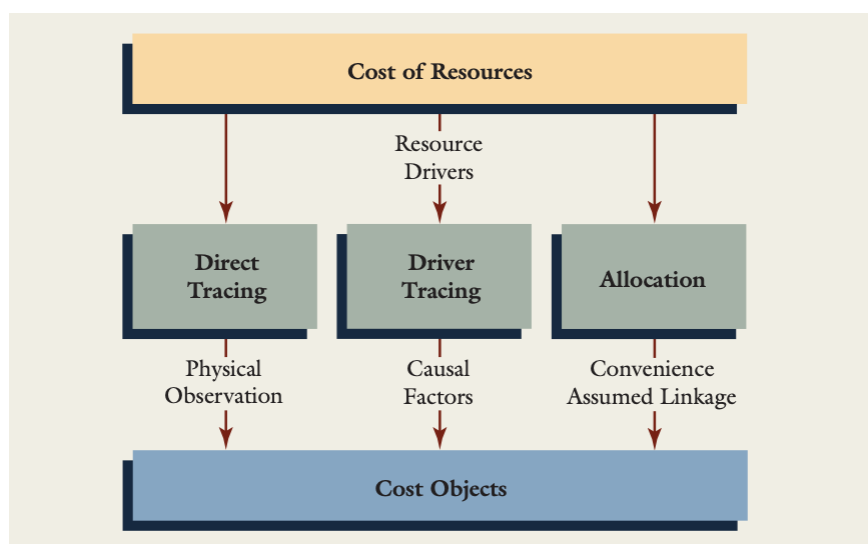 Cost of Resources
Resource
Drivers
Direct
Tracing
Driver
Tracing
Allocation
Physical
Observation
Causal
Factors
Convenience
Assumed Linkage
Cost Objects